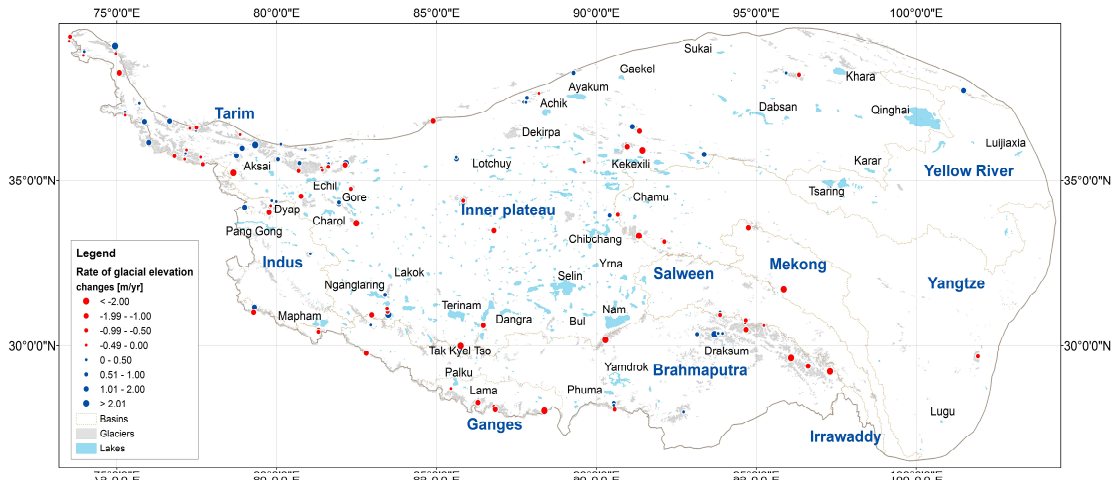 75°0'0"E 80°0'0"E 85°0'0"E 90°0'0"E 95°0'0"E 100°0'0"E
Sukai
Gaekel
Khara
Ayakum
Achik
Dabsan
Qinghai
Tarim
Dekirpa
Luijiaxia
Aksai
Lotchuy
Kekexili
Karar
Yellow River
35°0'0"N
35°0'0"N
Echil
Gore
Chamu
Tsaring
Dyap
Inner plateau
Charol
Pang Gong
Chibchang
Indus
Yrna
Salween
Mekong
Lakok
Selin
Yangtze
Nganglaring
Terinam
Nam
Mapham
Dangra
Bul
30°0'0"N
Tak Kyel Tso
Draksum
30°0'0"N
Palku
Yamdrok
Brahmaputra
Lama
Phuma
Lugu
Ganges
Irrawaddy
Legend
Rate of glacial elevation
changes [m/yr]
< -2.00
-1.99 - -1.00
-0.99 - -0.50
-0.49 - 0.00
0 - 0.50
0.51 - 1.00
1.01 - 2.00
> 2.01
Basins
Glaciers
Lakes